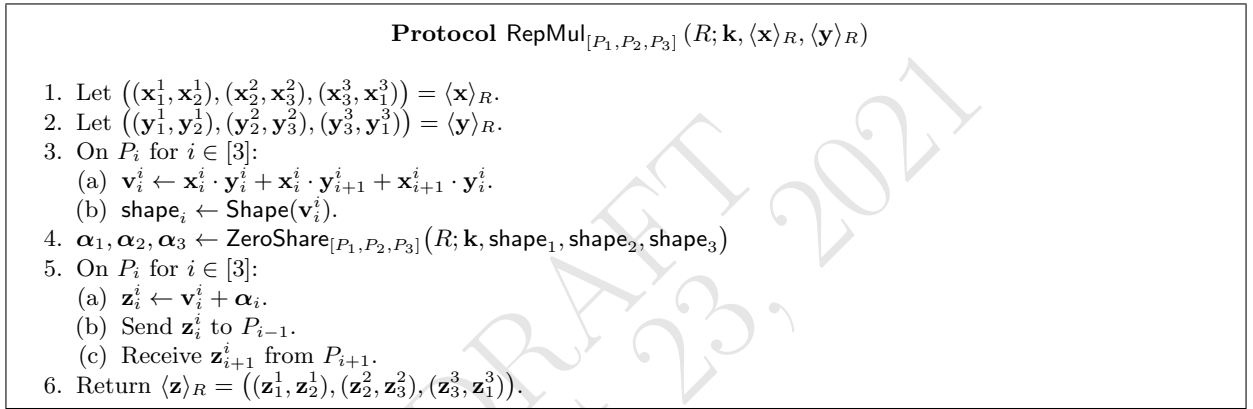 Protocol RepMul_{[P_1,P_2,P_3]} (R; k, ⟨x⟩_R, ⟨y⟩_R)
1. Let ((x_1^1, x_2^1), (x_2^2, x_3^2), (x_3^3, x_1^3)) = ⟨x⟩_R.
2. Let ((y_1^1, y_2^1), (y_2^2, y_3^2), (y_3^3, y_1^3)) = ⟨y⟩_R.
3. On P_i for i ∈ [3]:
(a) v_i^i ← x_i^i · y_i^i + x_i^i · y_{i+1}^i + x_{i+1}^i · y_i^i.
(b) shape_i ← Shape(v_i^i).
4. α_1, α_2, α_3 ← ZeroShare_{[P_1,P_2,P_3]}(R; k, shape_1, shape_2, shape_3)
5. On P_i for i ∈ [3]:
(a) z_i^i ← v_i^i + α_i.
(b) Send z_i^i to P_{i−1}.
(c) Receive z_{i+1}^i from P_{i+1}.
6. Return ⟨z⟩_R = ((z_1^1, z_2^1), (z_2^2, z_3^2), (z_3^3, z_1^3)).
DRAFT
23, 2021